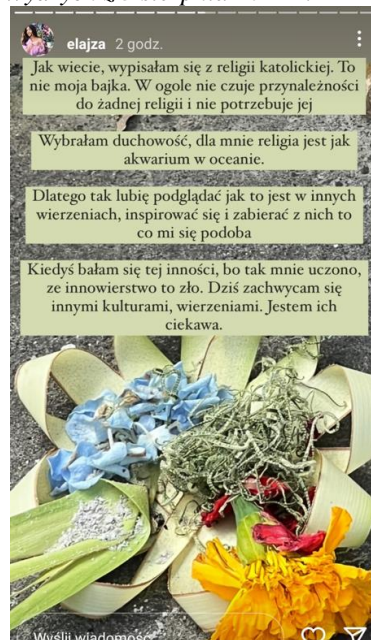 elajza 2 godz.
Jak wiecie, wypisałam się z religii katolickiej. To
nie moja bajka. W ogole nie czuje przynależności
do żadnej religii i nie potrzebuje jej
Wybrałam duchowość, dla mnie religia jest jak
akwarium w oceanie.
Dlatego tak lubię podglądać jak to jest w innych
wierzeniach, inspirować się i zabierać z nich to
co mi się podoba
Kiedyś bałam się tej inności, bo tak mnie uczono,
ze innowierstwo to zło. Dziś zachwycam się
innymi kulturami, wierzeniami. Jestem ich
ciekawa.
Wyślij wiadomość